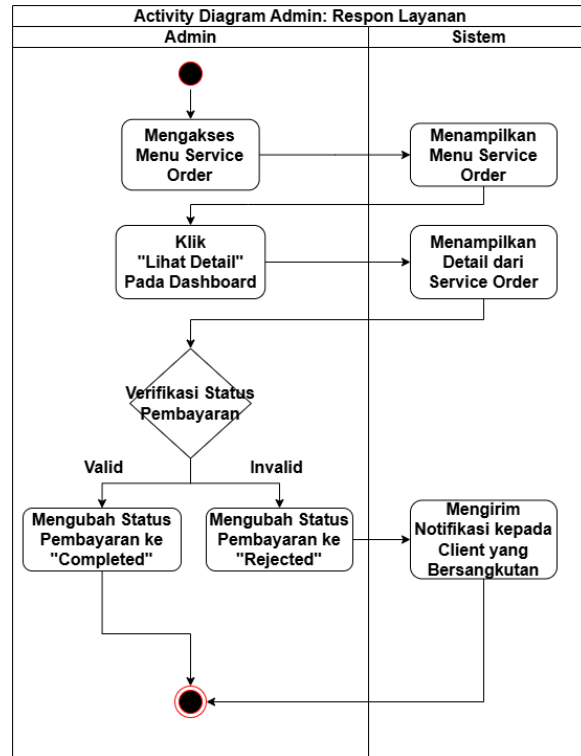 Activity Diagram Admin: Respon Layanan
Admin
Sistem
Mengakses
Menu Service
Order
Menampilkan
Menu Service
Order
Klik
"Lihat Detail"
Pada Dashboard
Menampilkan
Detail dari
Service Order
Verifikasi Status
Pembayaran
Valid
Invalid
Mengubah Status
Pembayaran ke
"Completed"
Mengubah Status
Pembayaran ke
"Rejected"
Mengirim
Notifikasi kepada
Client yang
Bersangkutan